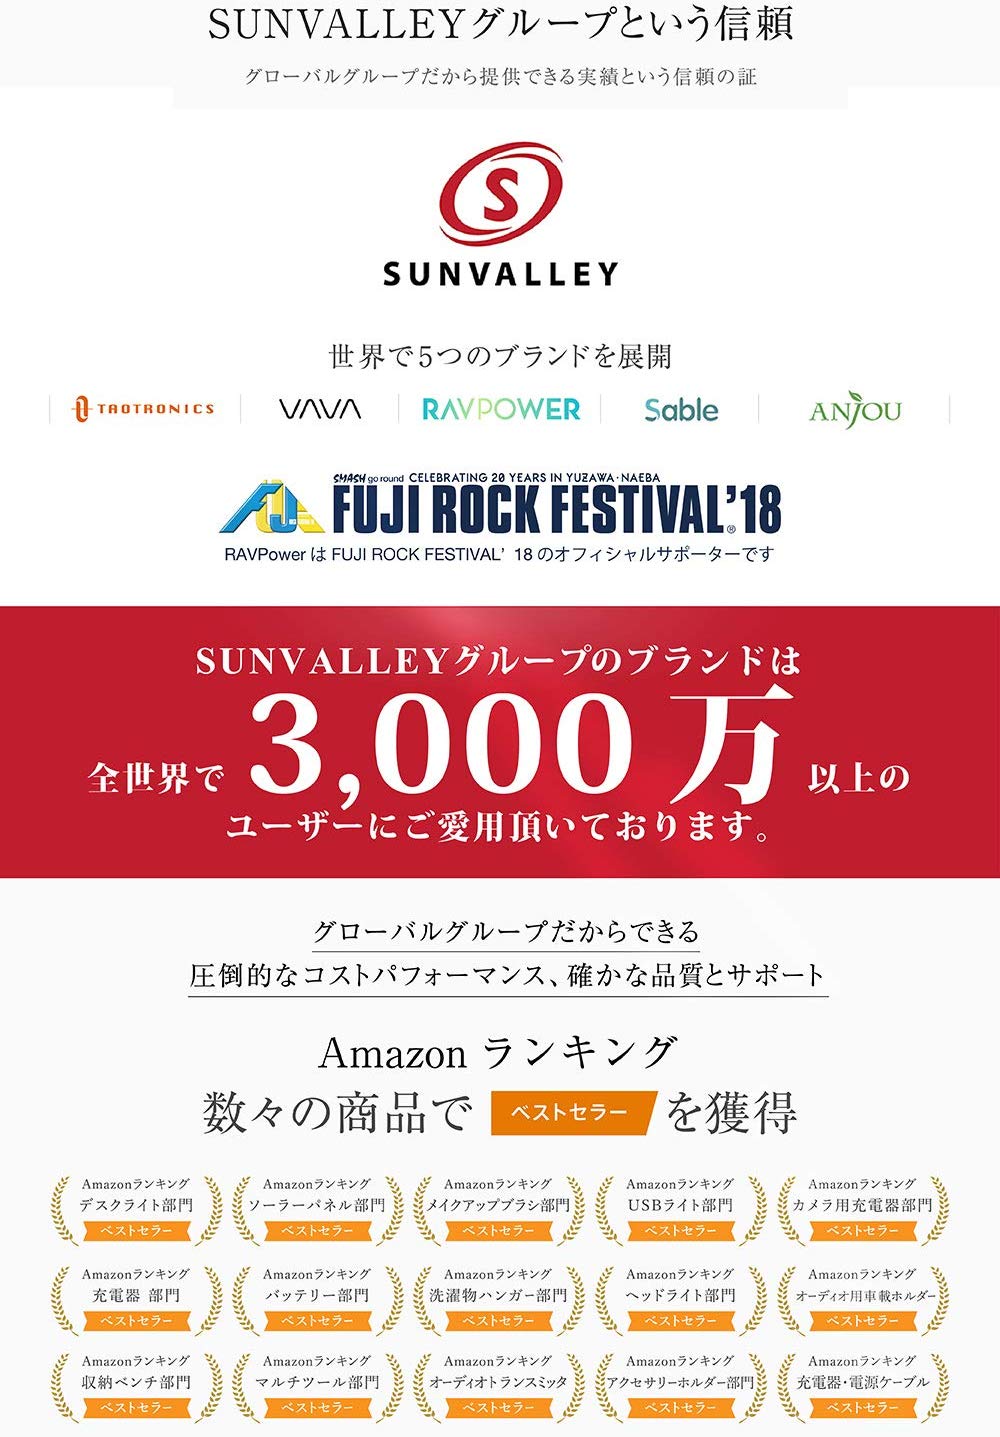 SUNVALLEYグループという信頼
グローバルグループだから提供できる実績という信頼の証
S
SUNVALLEY
世界で5つのブランドを展開
TAOTRONICS VAVA RAVPOWER Sable ANJOU
SMASH go round CELEBRATING 20 YEARS IN YUZAWA・NAEBA
FUJI ROCK FESTIVAL'18
RAVPower は FUJI ROCK FESTIVAL' 18 のオフィシャルサポーターです
SUNVALLEYグループのブランドは
全世界で 3,000 万 以上の
ユーザーにご愛用頂いております。
グローバルグループだからできる
圧倒的なコストパフォーマンス、確かな品質とサポート
Amazon ランキング
数々の商品で ベストセラー を獲得
Amazonランキング Amazonランキング Amazonランキング Amazonランキング Amazonランキング
デスクライト部門 ソーラーパネル部門 メイクアップブラシ部門 USBライト部門 カメラ用充電器部門
ベストセラー ベストセラー ベストセラー ベストセラー ベストセラー
Amazonランキング Amazonランキング Amazonランキング Amazonランキング Amazonランキング
充電器 部門 バッテリー部門 洗濯物ハンガー部門 ヘッドライト部門 オーディオ用車載ホルダー
ベストセラー ベストセラー ベストセラー ベストセラー ベストセラー
Amazonランキング Amazonランキング Amazonランキング Amazonランキング Amazonランキング
収納ベンチ部門 マルチツール部門 オーディオトランスミッタ アクセサリーホルダー部門 充電器・電源ケーブル
ベストセラー ベストセラー ベストセラー ベストセラー ベストセラー